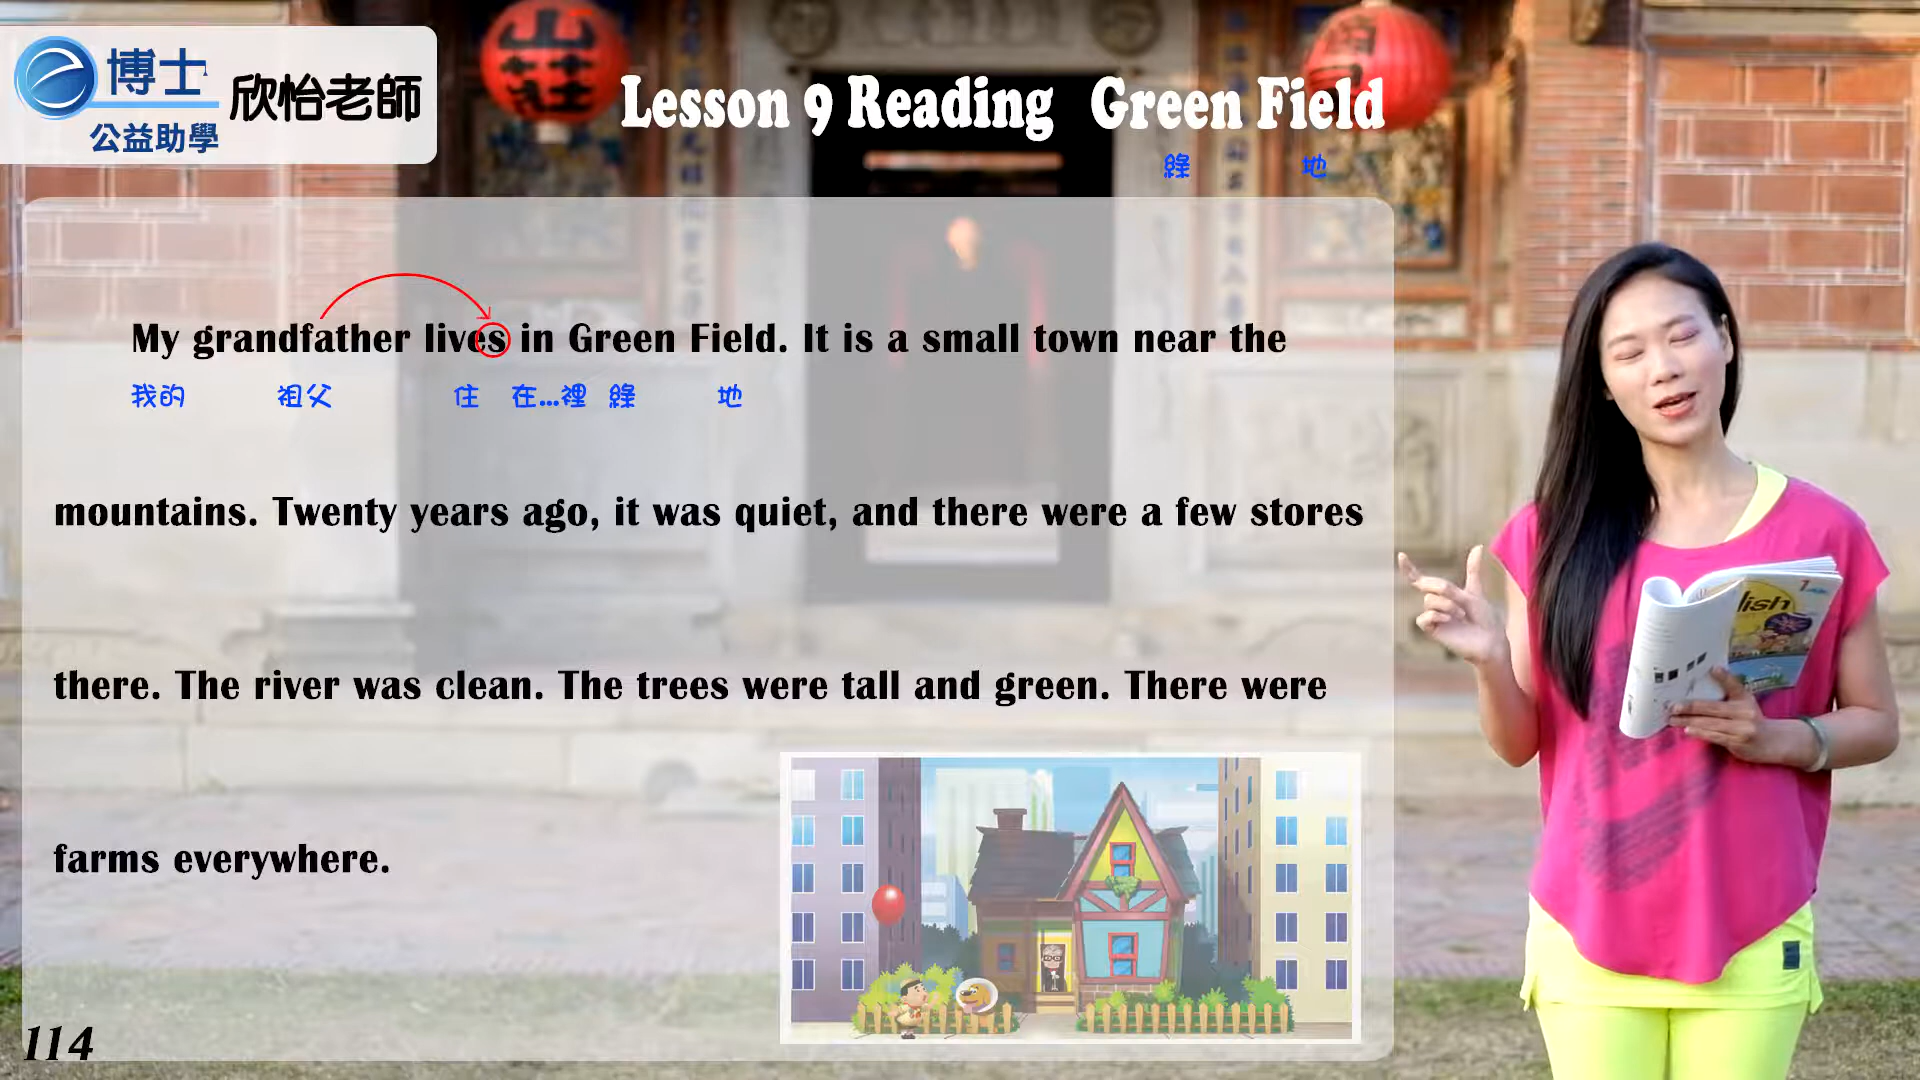 博士
公益助學
欣怡老師
山莊
Lesson 9 Reading Green Field
綠 地
My grandfather lives in Green Field. It is a small town near the
我的 祖父 住 在...裡 綠 地
mountains. Twenty years ago, it was quiet, and there were a few stores
there. The river was clean. The trees were tall and green. There were
farms everywhere.
114